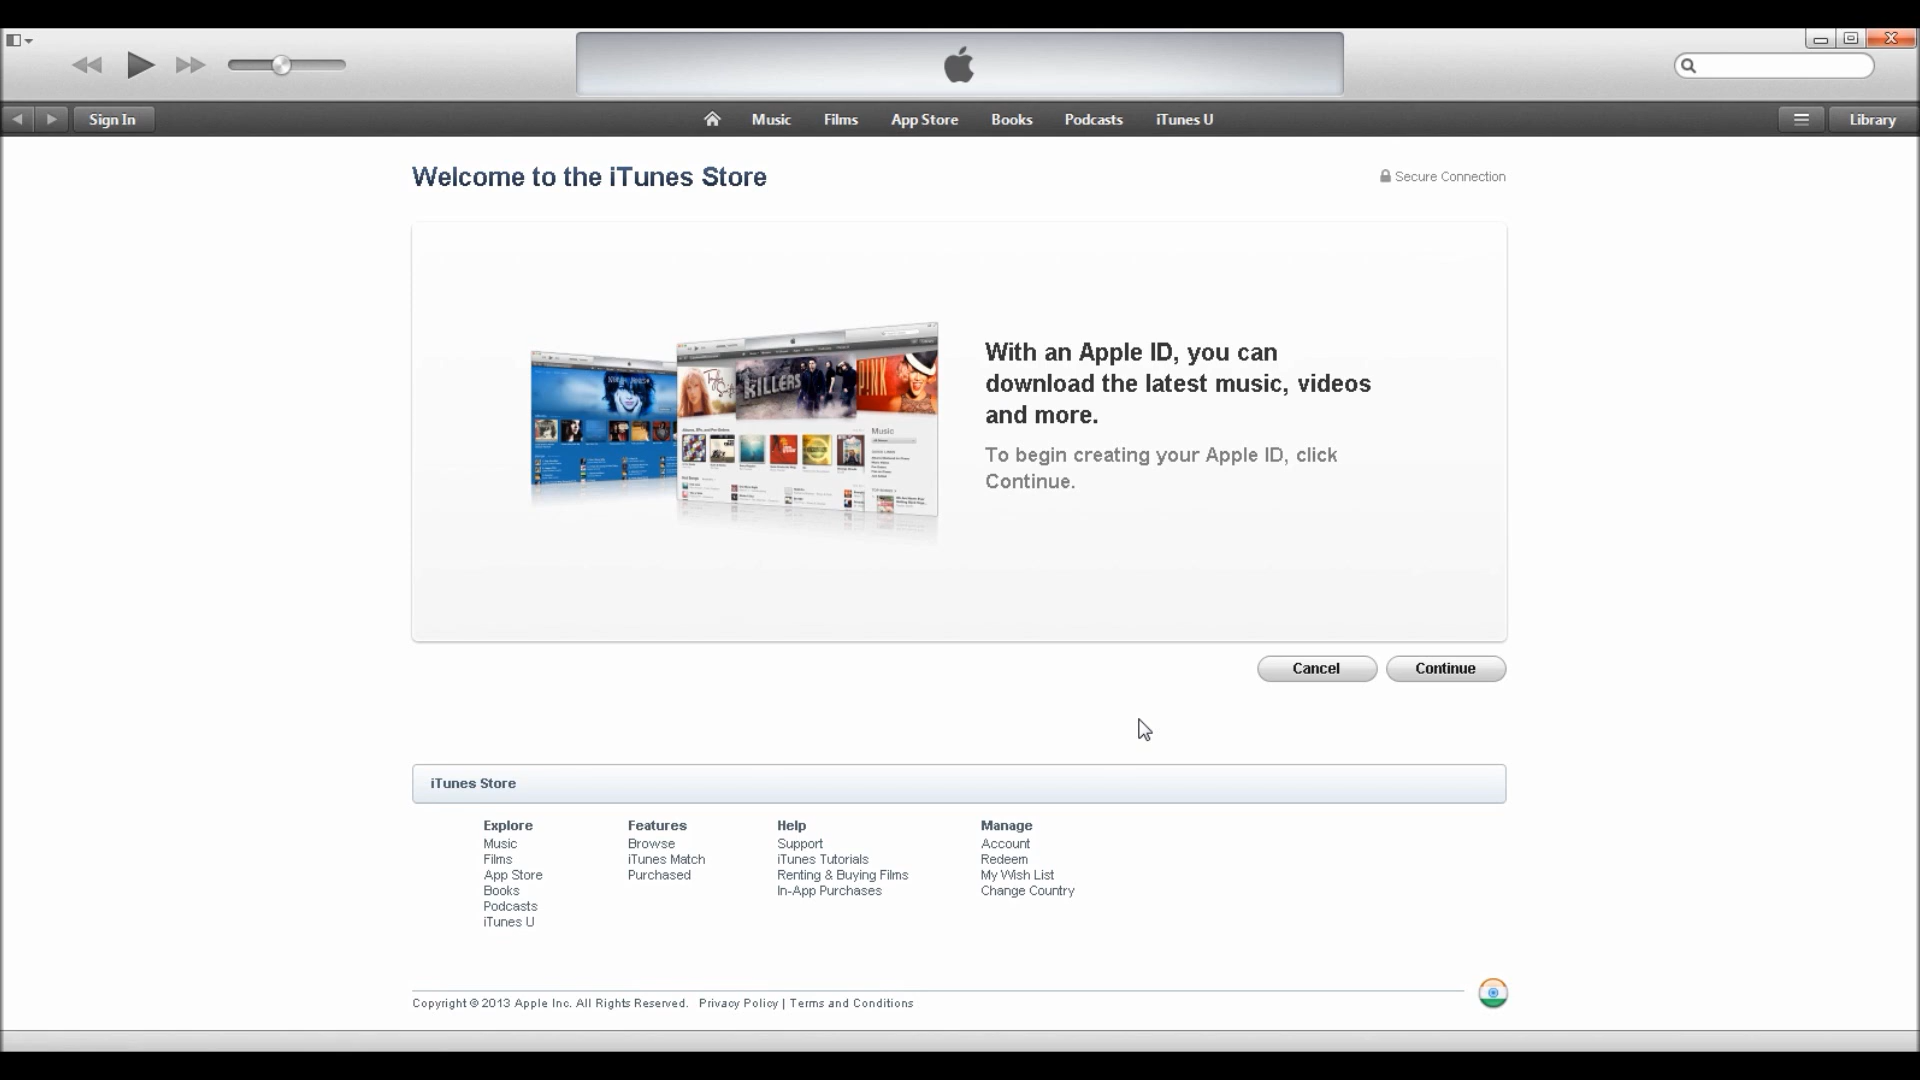 Sign In
Music
Films
App Store
Books
Podcasts
iTunes U
Library
Welcome to the iTunes Store
Secure Connection
KILLERS
P!NK
Music
With an Apple ID, you can
download the latest music, videos
and more.
To begin creating your Apple ID, click
Continue.
Cancel
Continue
iTunes Store
Explore
Music
Films
App Store
Books
Podcasts
iTunes U
Features
Browse
iTunes Match
Purchased
Help
Support
iTunes Tutorials
Renting & Buying Films
In-App Purchases
Manage
Account
Redeem
My Wish List
Change Country
Copyright © 2013 Apple Inc. All Rights Reserved. Privacy Policy | Terms and Conditions